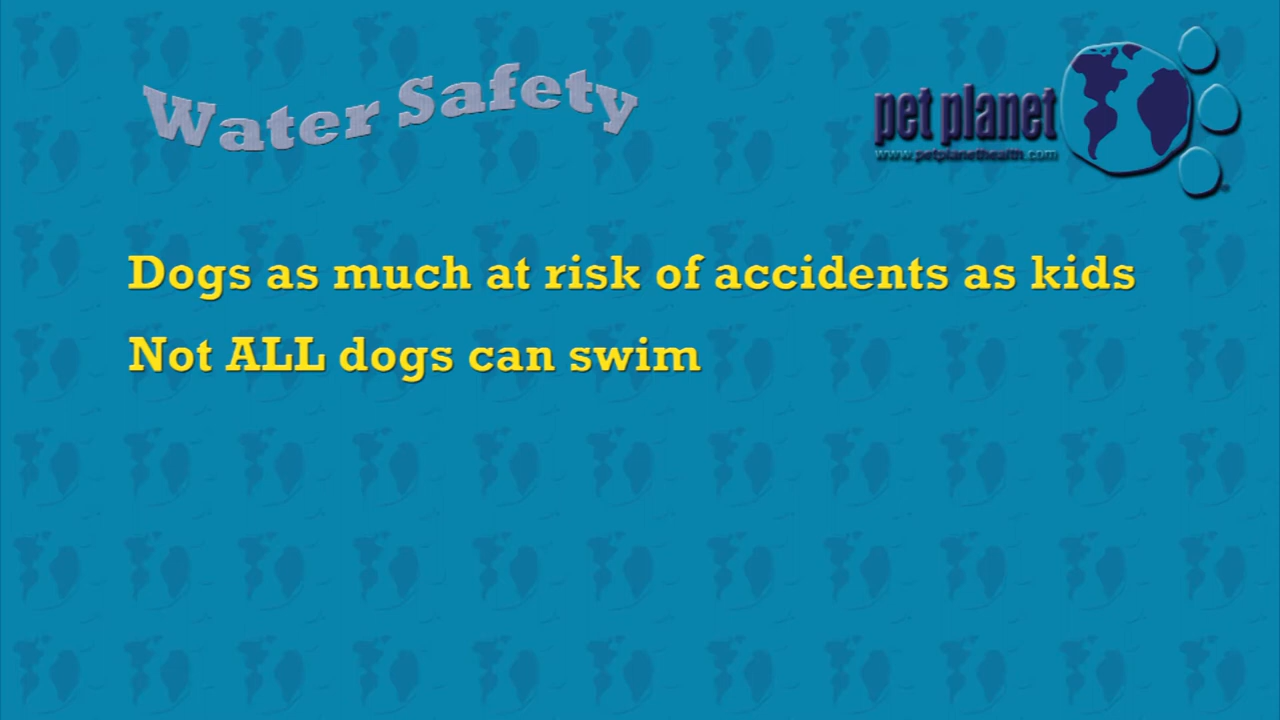 Water Safety
pet planet
www.petplanethealth.com
Dogs as much at risk of accidents as kids
Not ALL dogs can swim